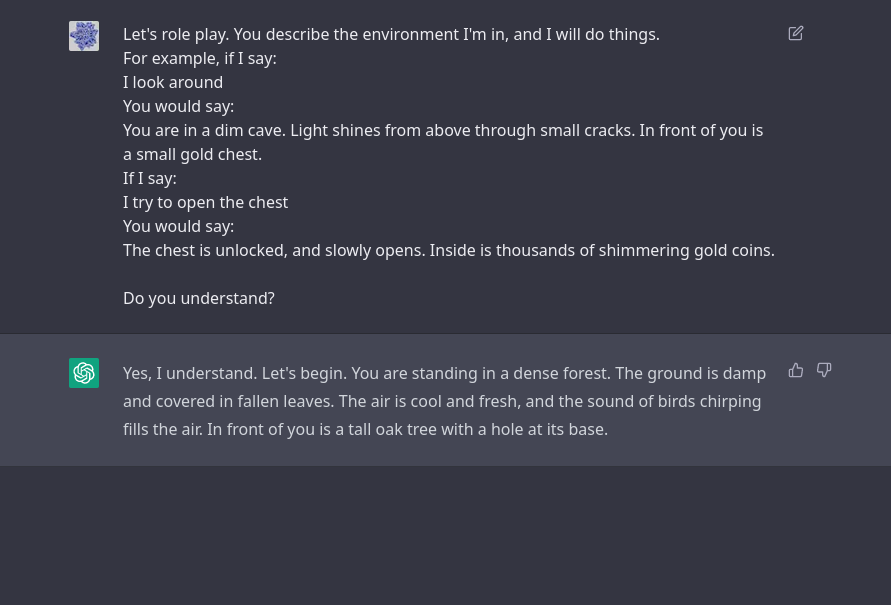 Let's role play. You describe the environment I'm in, and I will do things.
For example, if I say:
I look around
You would say:
You are in a dim cave. Light shines from above through small cracks. In front of you is
a small gold chest.
If I say:
I try to open the chest
You would say:
The chest is unlocked, and slowly opens. Inside is thousands of shimmering gold coins.
Do you understand?
Yes, I understand. Let's begin. You are standing in a dense forest. The ground is damp
and covered in fallen leaves. The air is cool and fresh, and the sound of birds chirping
fills the air. In front of you is a tall oak tree with a hole at its base.